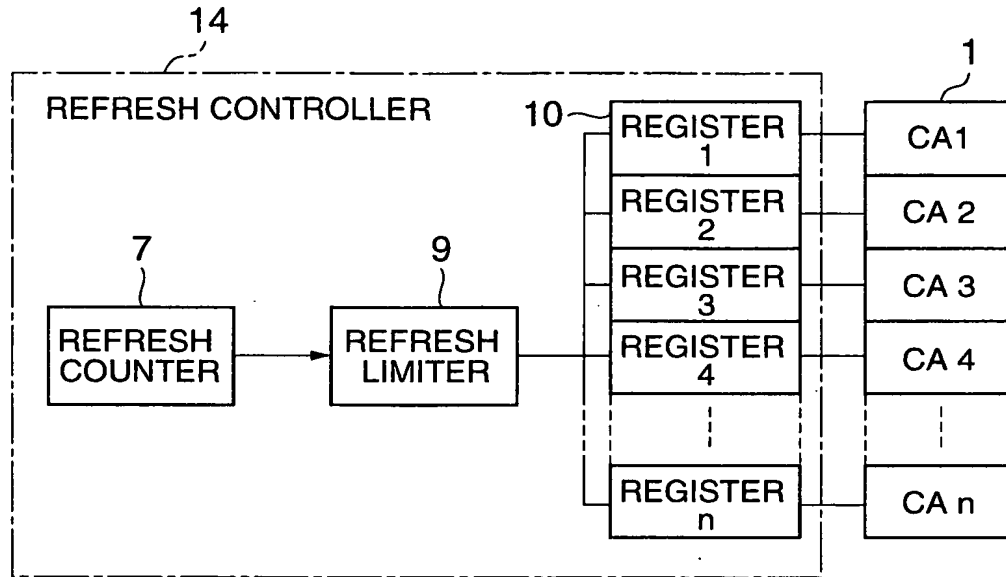 14
1
REFRESH CONTROLLER
10
REGISTER
1
CA1
REGISTER
2
CA 2
7
9
REGISTER
3
CA 3
REFRESH
COUNTER
REFRESH
LIMITER
REGISTER
4
CA 4
REGISTER
n
CA n